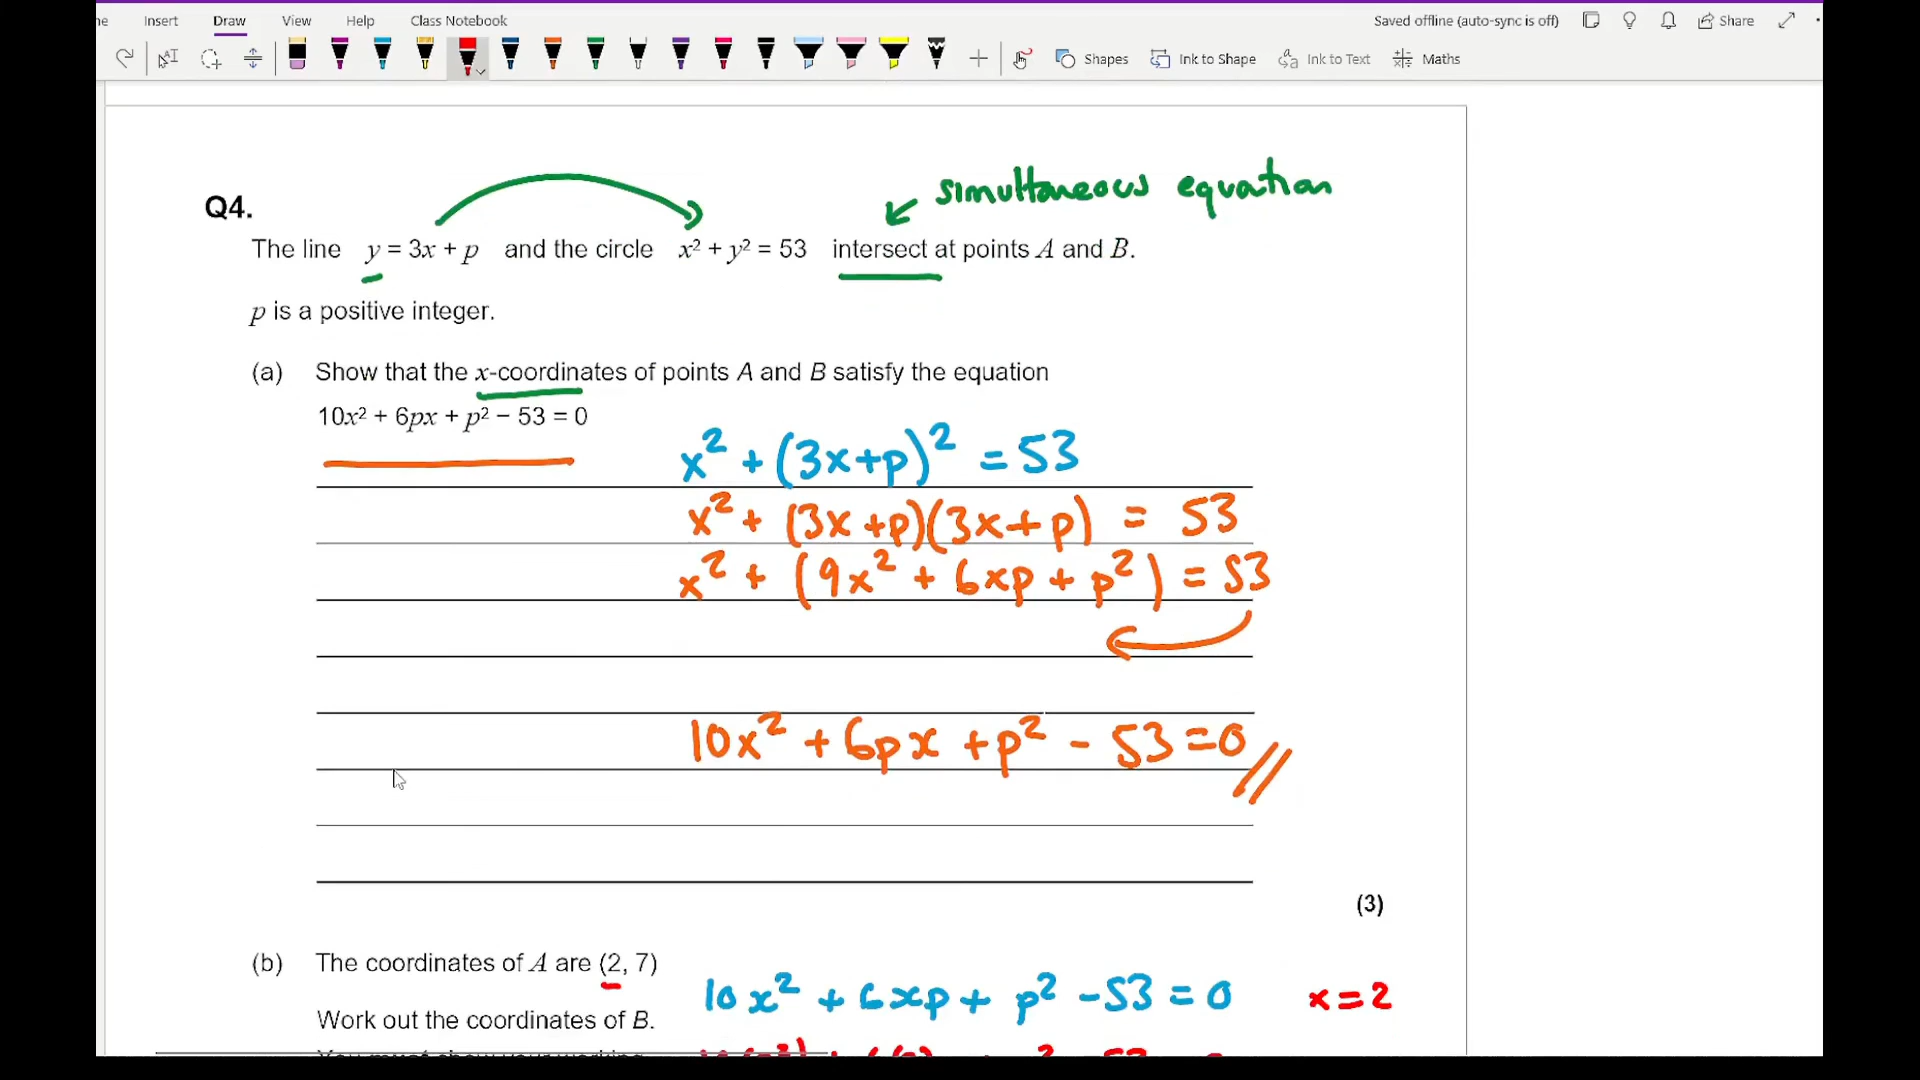 Insert Draw View Help Class Notebook Saved offline (auto-sync is off) Share
Shapes Ink to Shape Ink to Text Maths
simultaneous equation
Q4.
The line y = 3x + p and the circle x² + y² = 53 intersect at points A and B.
p is a positive integer.
(a) Show that the x-coordinates of points A and B satisfy the equation
10x² + 6px + p² − 53 = 0
x² + (3x+p)² = 53
x² + (3x+p)(3x+p) = 53
x² + (9x² + 6xp + p²) = 53
10x² + 6px + p² - 53 = 0
(3)
(b) The coordinates of A are (2, 7)
10x² + 6xp + p² - 53 = 0 x = 2
Work out the coordinates of B.